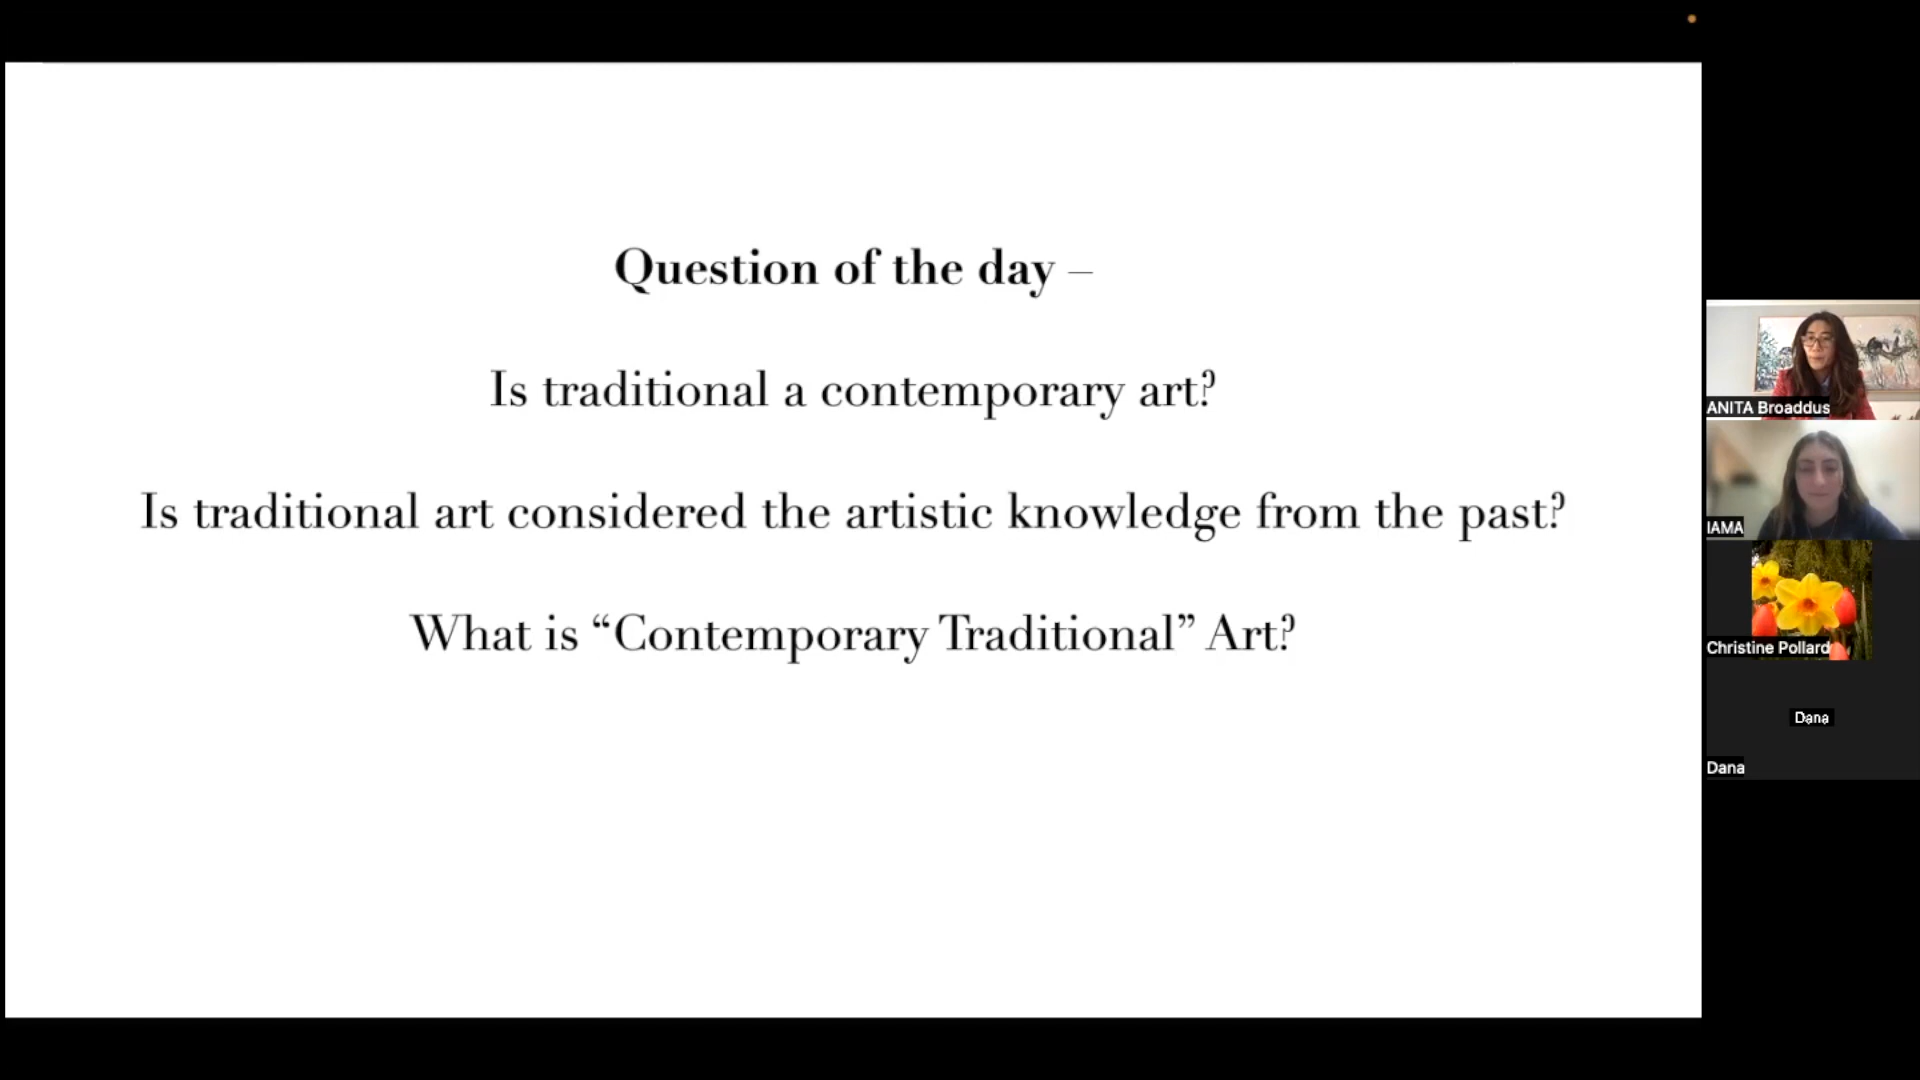 Question of the day –
Is traditional a contemporary art?
Is traditional art considered the artistic knowledge from the past?
What is “Contemporary Traditional” Art?
ANITA Broaddus
IAMA
Christine Pollard
Dana
Dana